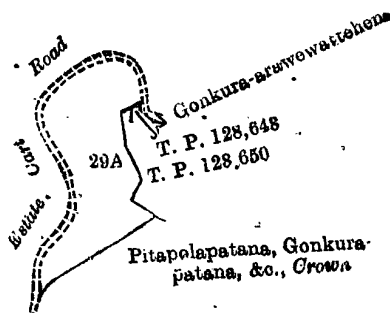 Estate Cart Road
Gonkura-arawewattehena
T. P. 128,648
29A
T. P. 128,650
Pitapolapatana, Gonkura-
patana, &c., Crown